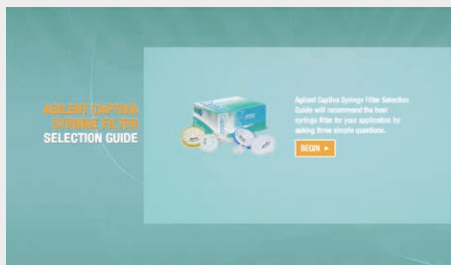 AGILENT CAPTIVA
SYRINGE FILTER
SELECTION GUIDE
Agilent Captiva Syringe Filter Selection
Guide will recommend the best
syringe filter for your application by
asking three simple questions.
BEGIN ►